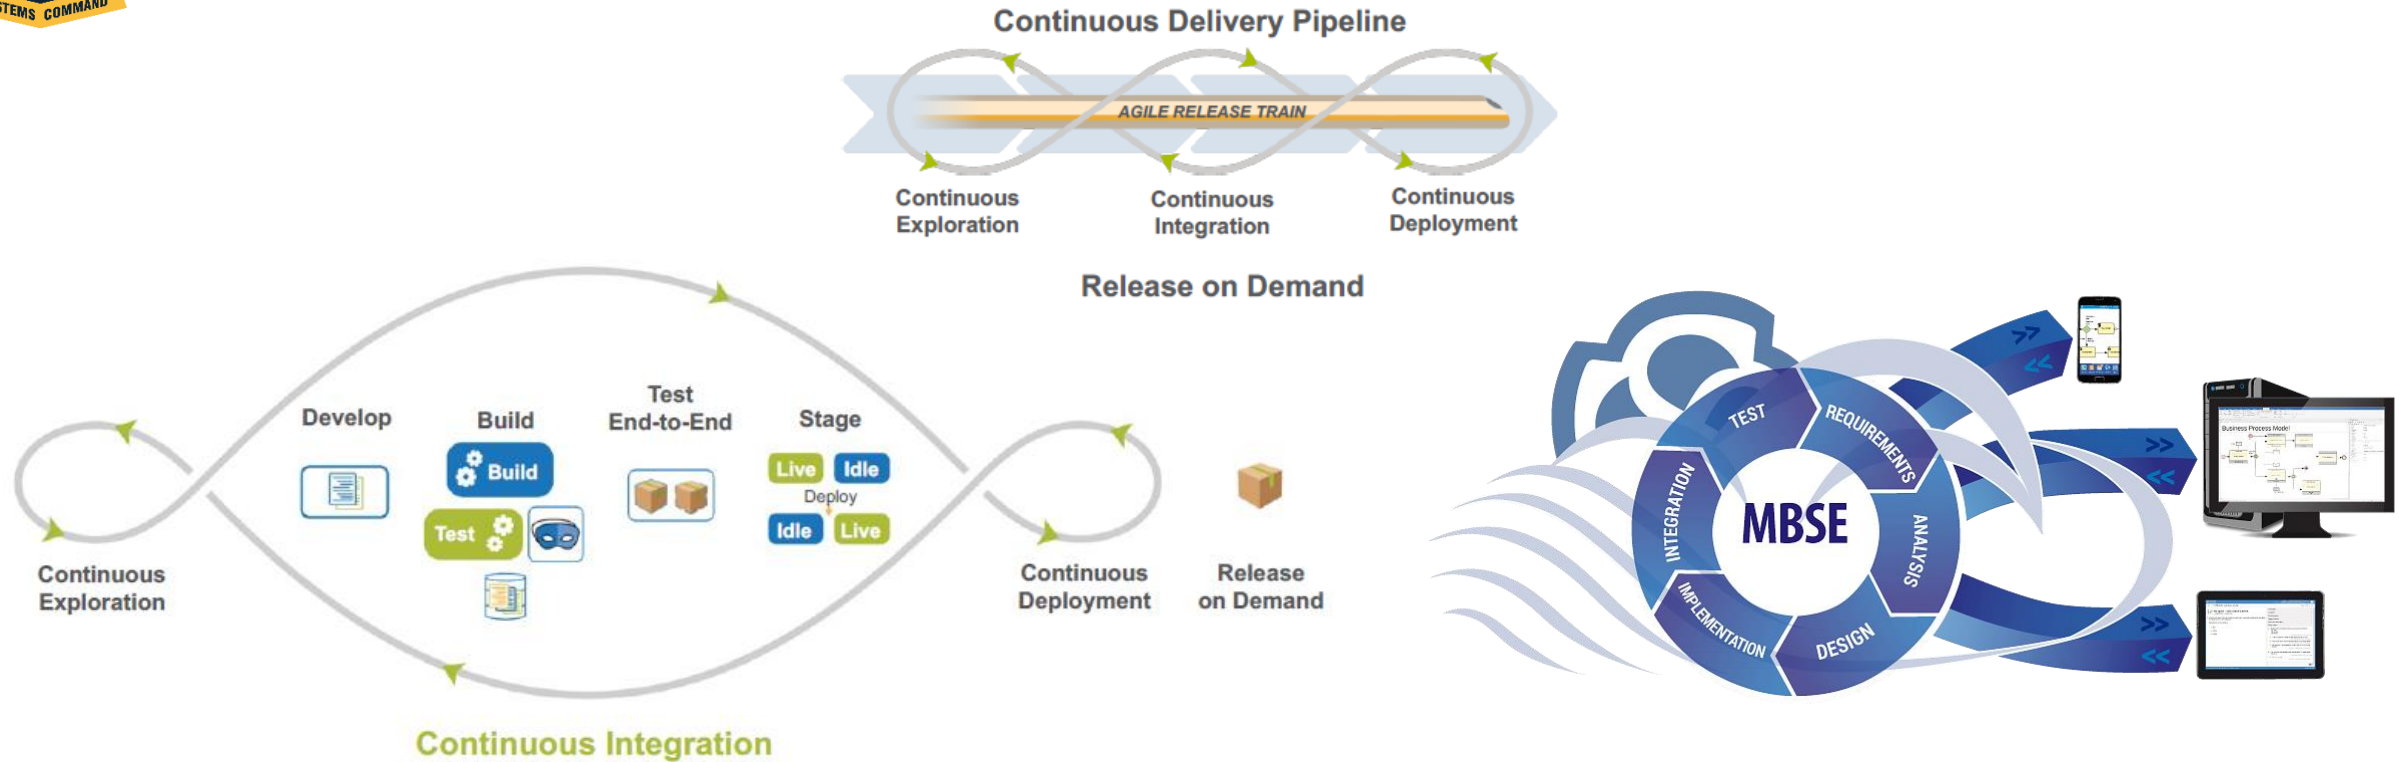 STEMS COMMAND
Continuous Delivery Pipeline
AGILE RELEASE TRAIN
Continuous
Exploration
Continuous
Integration
Continuous
Deployment
Release on Demand
Develop
Build
Test
End-to-End
Stage
Build
Test
Live
Idle
Deploy
Idle
Live
Continuous
Exploration
Continuous
Deployment
Release
on Demand
Continuous Integration
MBSE
TEST
REQUIREMENTS
ANALYSIS
DESIGN
IMPLEMENTATION
INTEGRATION
Business Process Model